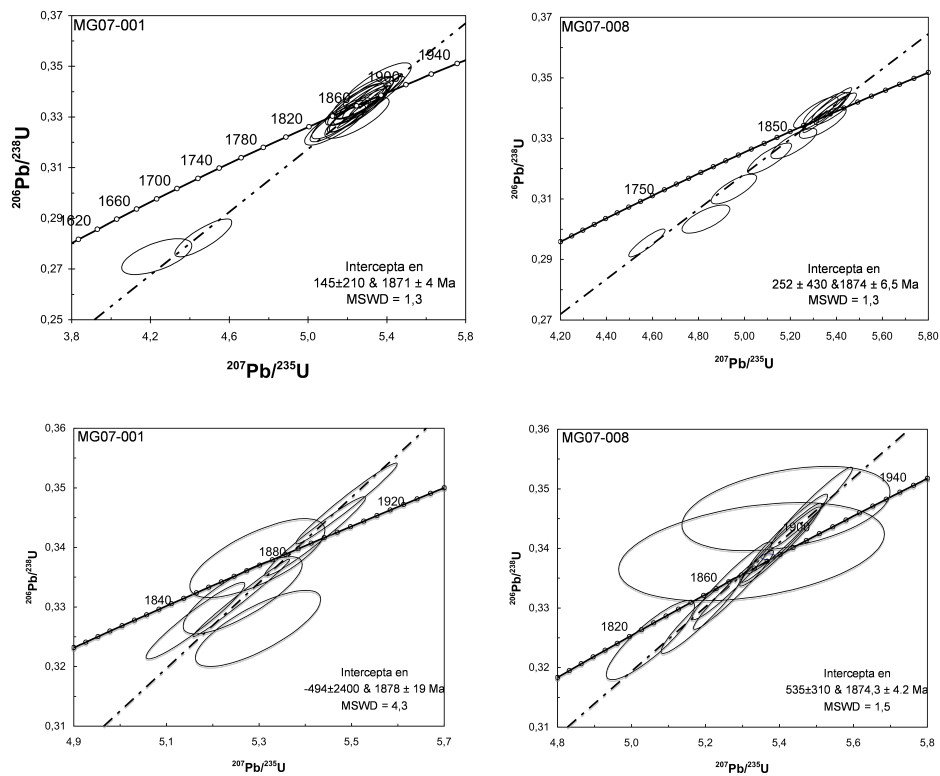 MG07-001
0,37
0,35
0,33
0,31
0,29
0,27
0,25
206Pb/238U
1620
1660
1700
1740
1780
1820
1860
1900
1940
Intercepta en
145±210 & 1871 ± 4 Ma
MSWD = 1,3
3,8
4,2
4,6
5,0
5,4
5,8
207Pb/235U
MG07-008
0,37
0,35
0,33
0,31
0,29
0,27
206Pb/238U
1750
1850
Intercepta en
252 ± 430 &1874 ± 6,5 Ma
MSWD = 1,3
4,20
4,40
4,60
4,80
5,00
5,20
5,40
5,60
5,80
207Pb/235U
MG07-001
0,36
0,35
0,34
0,33
0,32
0,31
206Pb/238U
1840
1880
1920
Intercepta en
-494±2400 & 1878 ± 19 Ma
MSWD = 4,3
4,9
5,1
5,3
5,5
5,7
207Pb/235U
MG07-008
0,36
0,35
0,34
0,33
0,32
0,31
206Pb/238U
1820
1860
1900
1940
Intercepta en
535±310 & 1874,3 ± 4.2 Ma
MSWD = 1,5
4,8
5,0
5,2
5,4
5,6
5,8
207Pb/235U